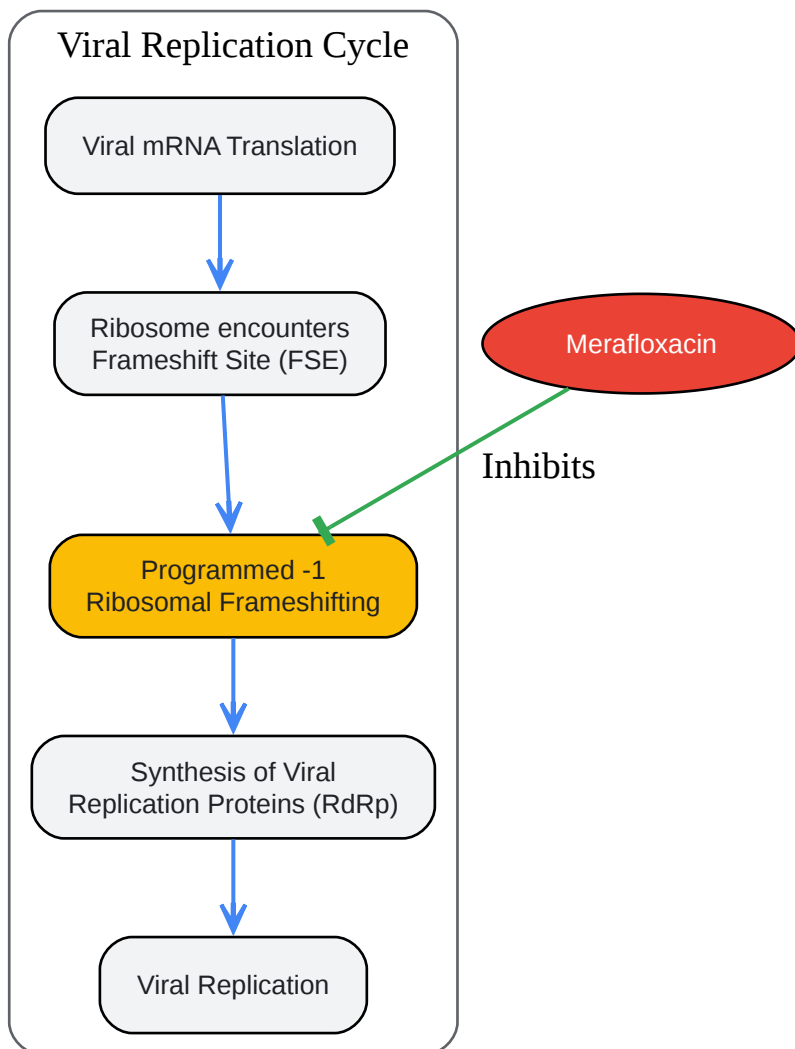 Viral Replication Cycle
Viral mRNA Translation
Ribosome encounters
Frameshift Site (FSE)
Merafloxacin
Inhibits
Programmed -1
Ribosomal Frameshifting
Synthesis of Viral
Replication Proteins (RdRp)
Viral Replication